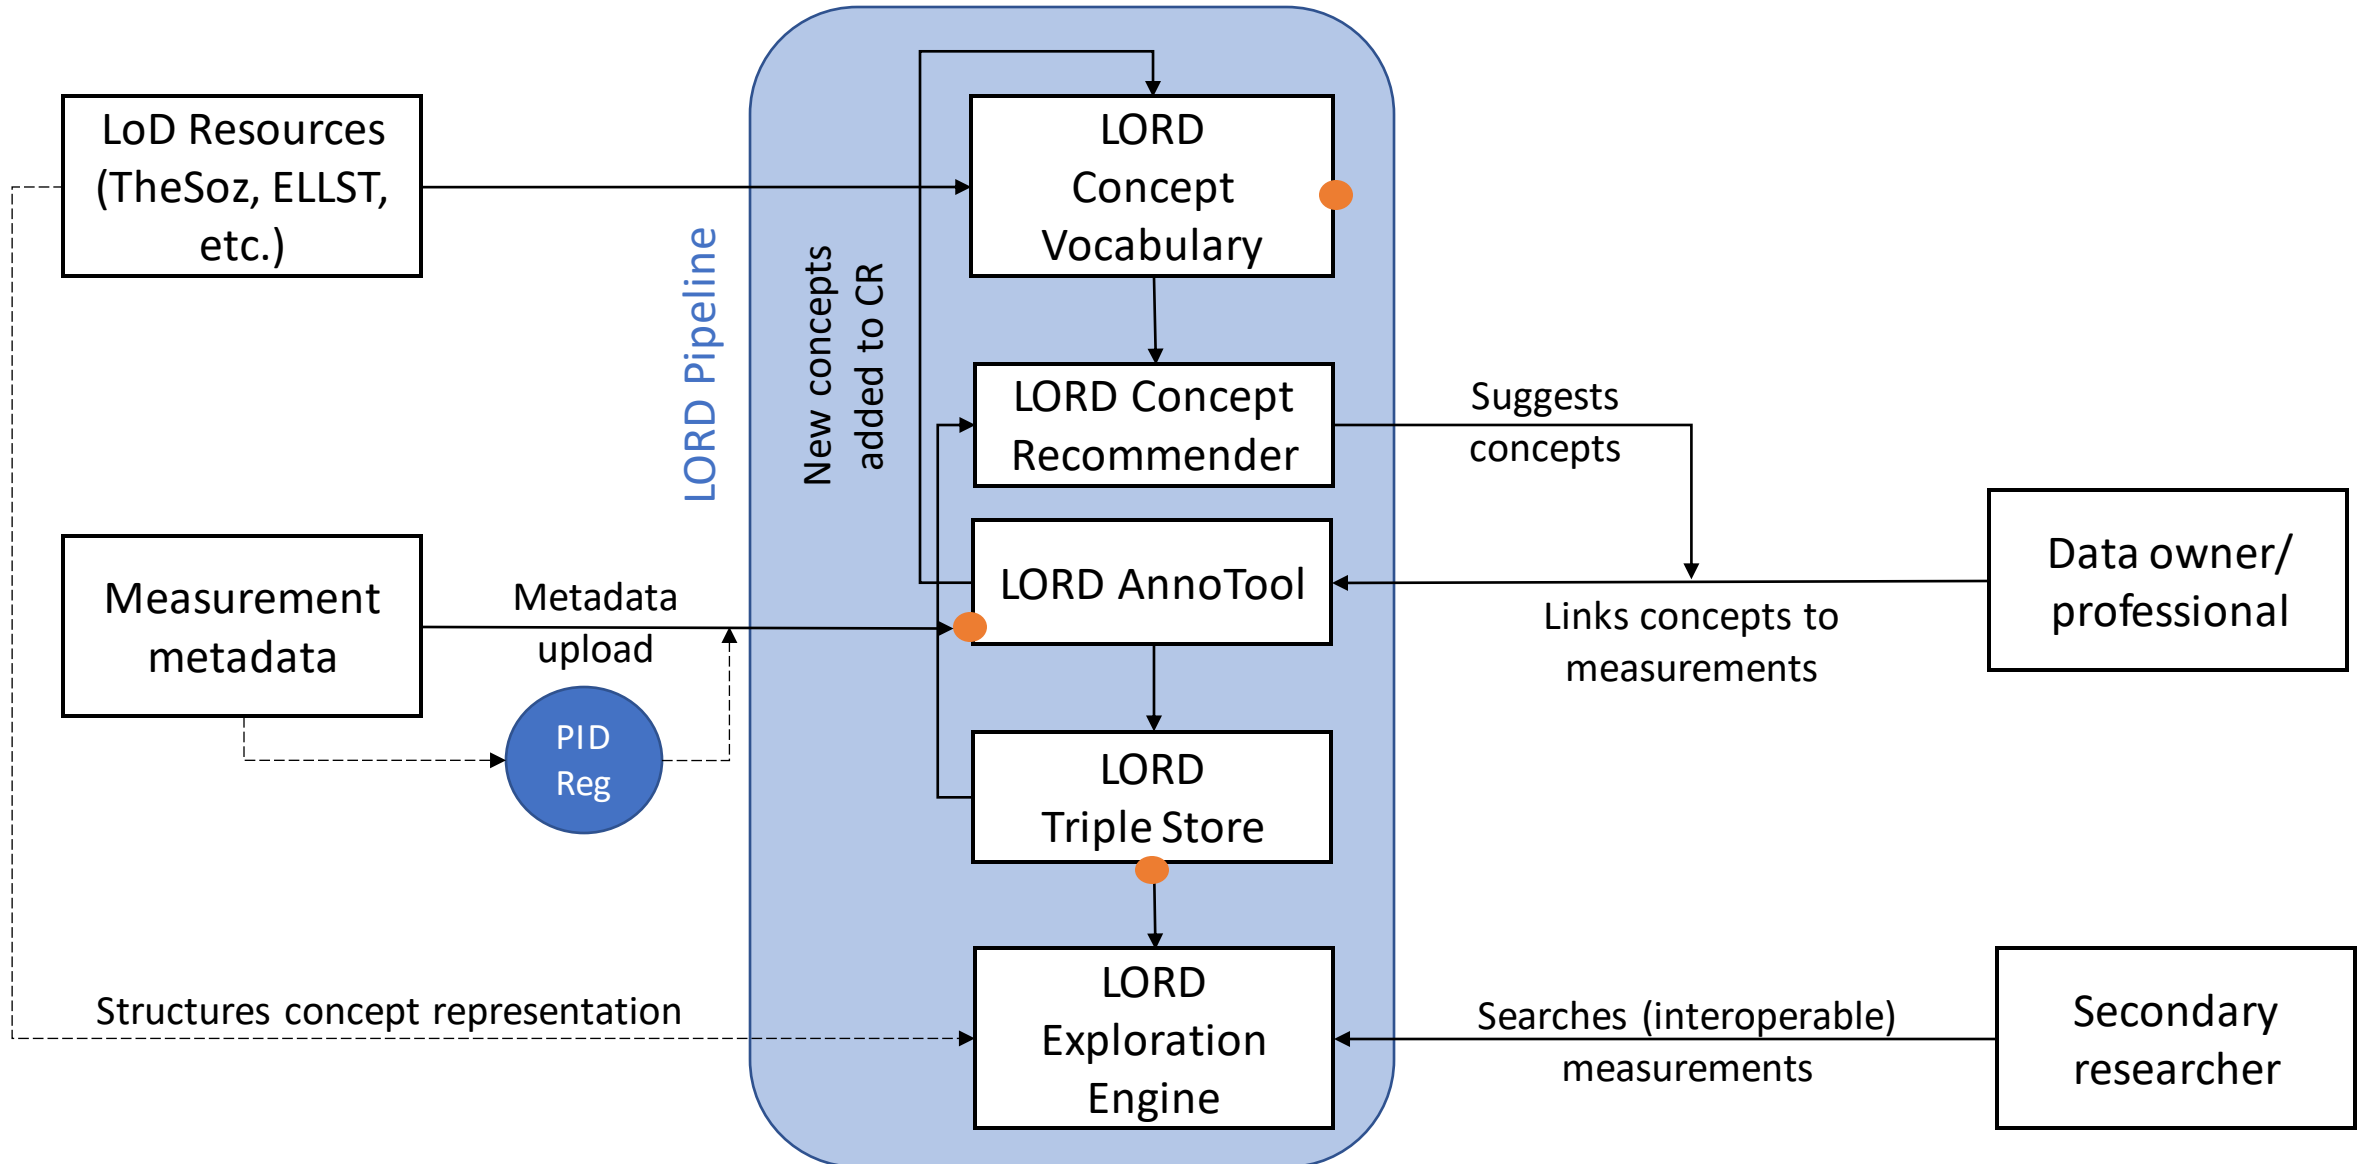 LoD Resources
(TheSoz, ELLST,
etc.)
LORD
Concept
Vocabulary
LORD Pipeline
New concepts
added to CR
LORD Concept
Recommender
Suggests
concepts
LORD AnnoTool
Data owner/
professional
Links concepts to
measurements
Measurement
metadata
Metadata
upload
PID
Reg
LORD
Triple Store
Structures concept representation
LORD
Exploration
Engine
Searches (interoperable)
measurements
Secondary
researcher